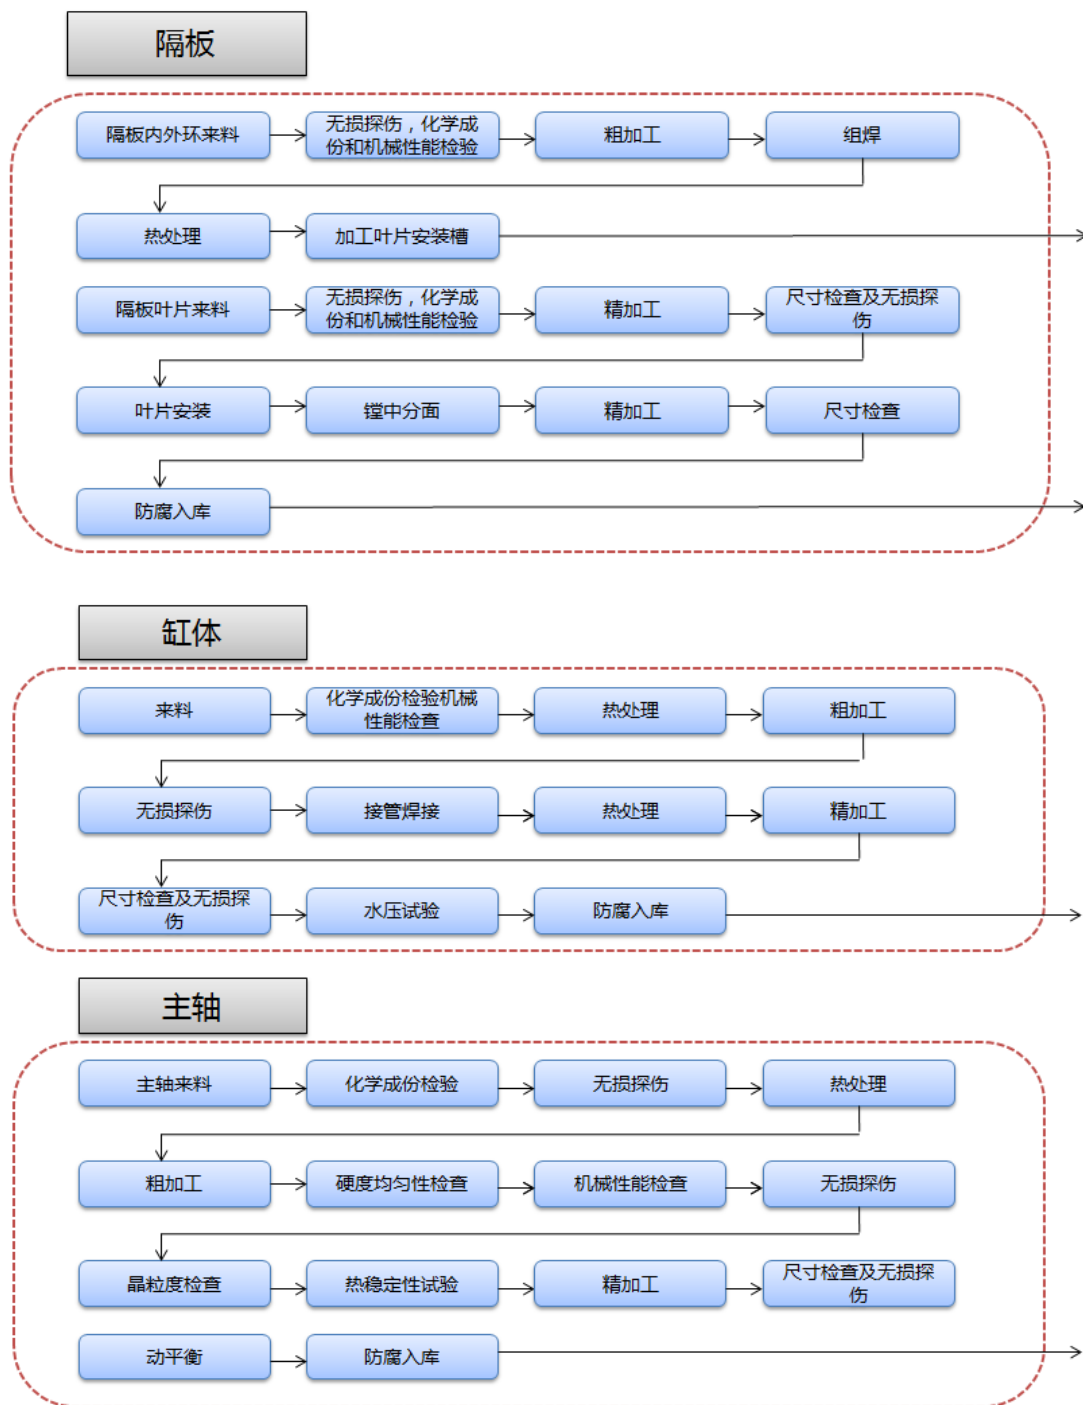 隔板
隔板内外环来料
无损探伤，化学成
份和机械性能检验
粗加工
组焊
热处理
加工叶片安装槽
隔板叶片来料
无损探伤，化学成
份和机械性能检验
精加工
尺寸检查及无损探
伤
叶片安装
镗中分面
精加工
尺寸检查
防腐入库
缸体
来料
化学成份检验机械
性能检查
热处理
粗加工
无损探伤
接管焊接
热处理
精加工
尺寸检查及无损探
伤
水压试验
防腐入库
主轴
主轴来料
化学成份检验
无损探伤
热处理
粗加工
硬度均匀性检查
机械性能检查
无损探伤
晶粒度检查
热稳定性试验
精加工
尺寸检查及无损探
伤
动平衡
防腐入库